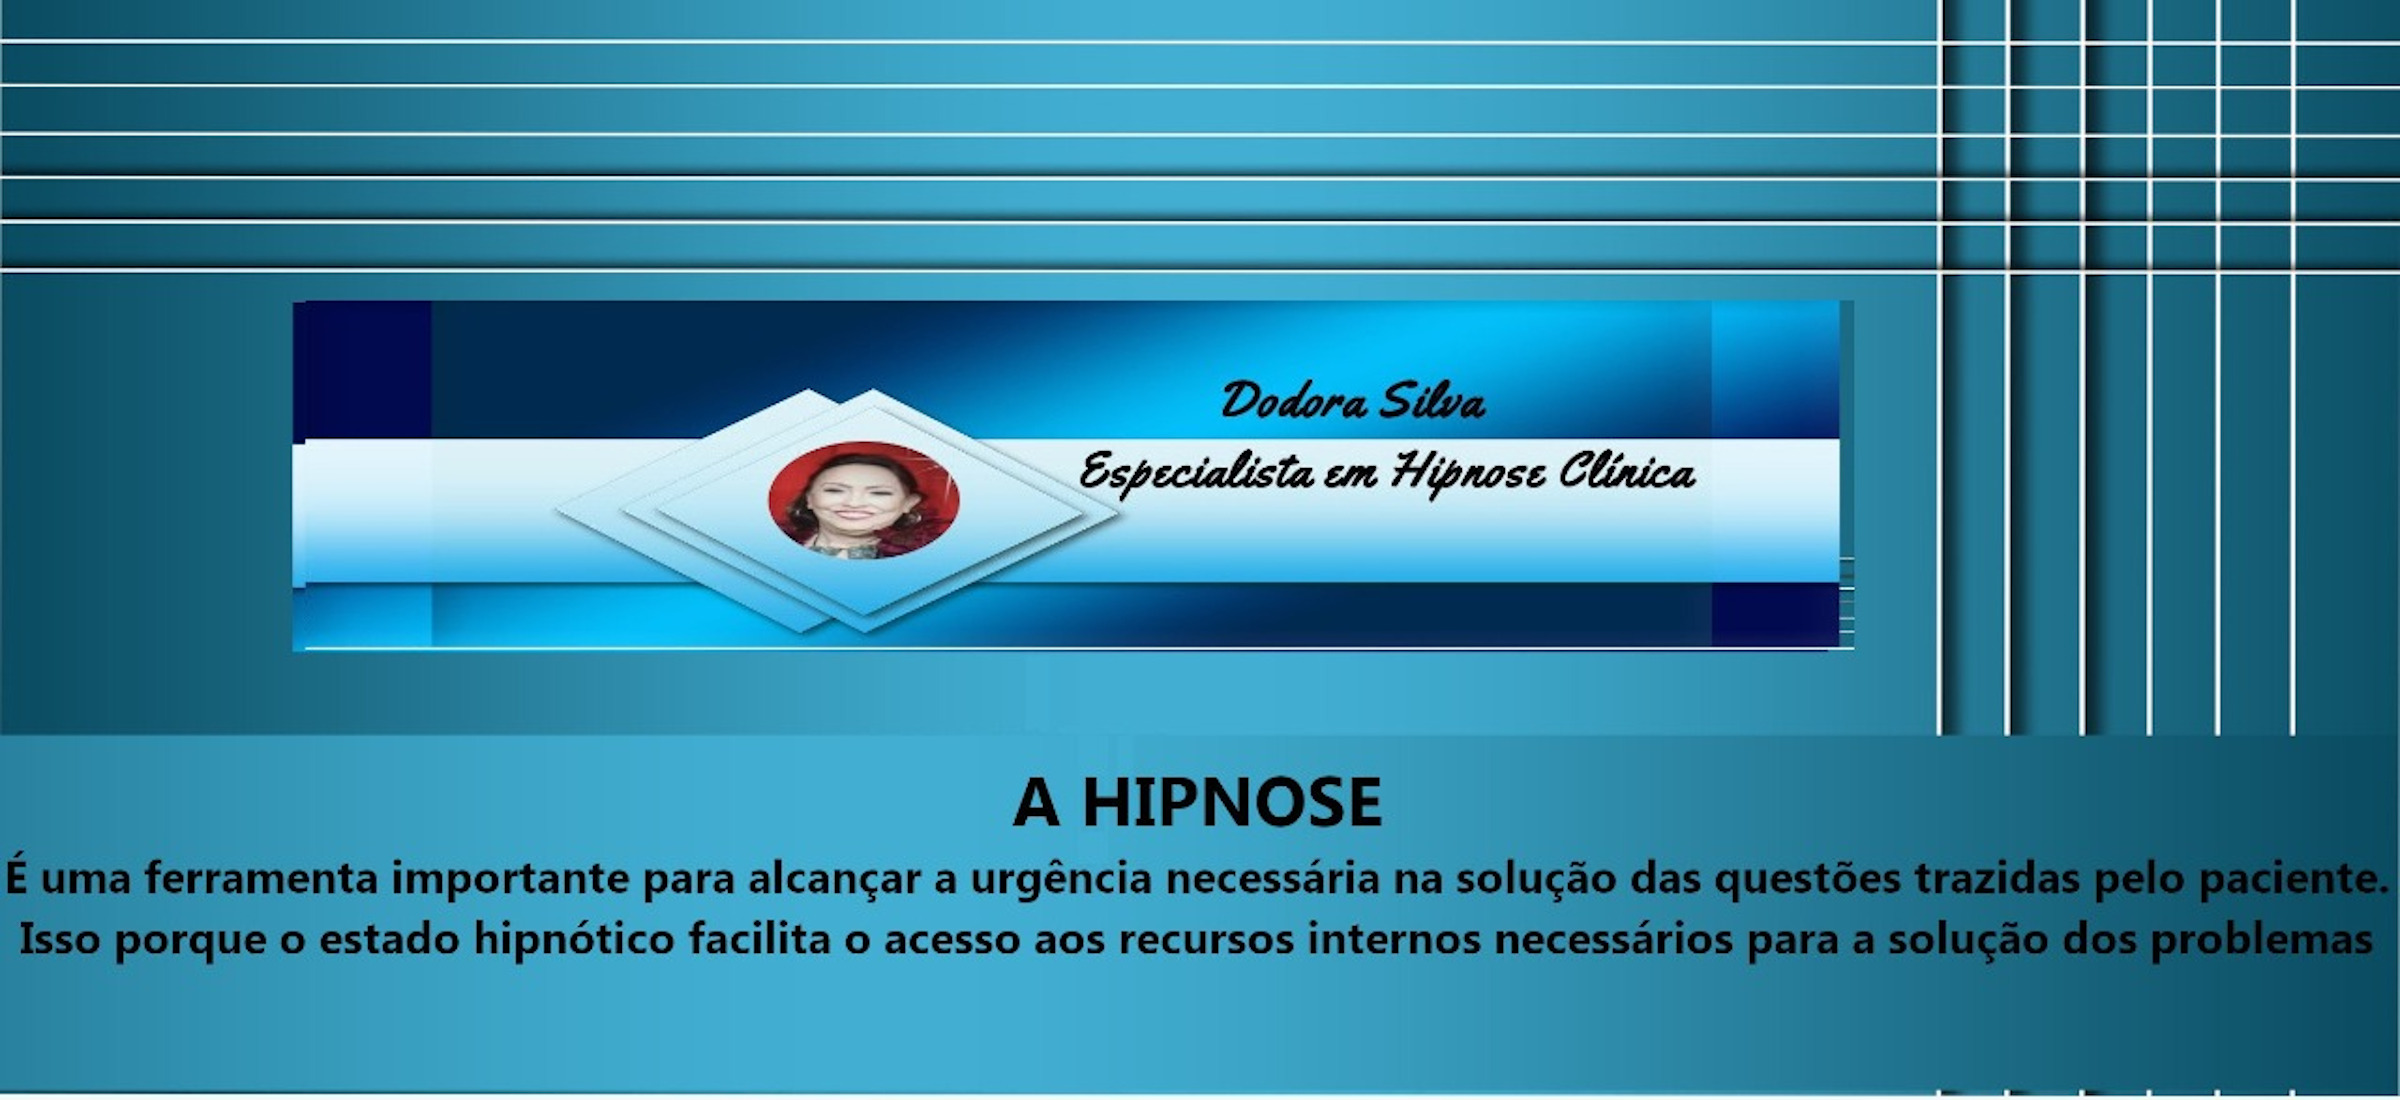 Dodora Silva
Especialista em Hipnose Clínica
A HIPNOSE
É uma ferramenta importante para alcançar a urgência necessária na solução das questões trazidas pelo paciente.
Isso porque o estado hipnótico facilita o acesso aos recursos internos necessários para a solução dos problemas